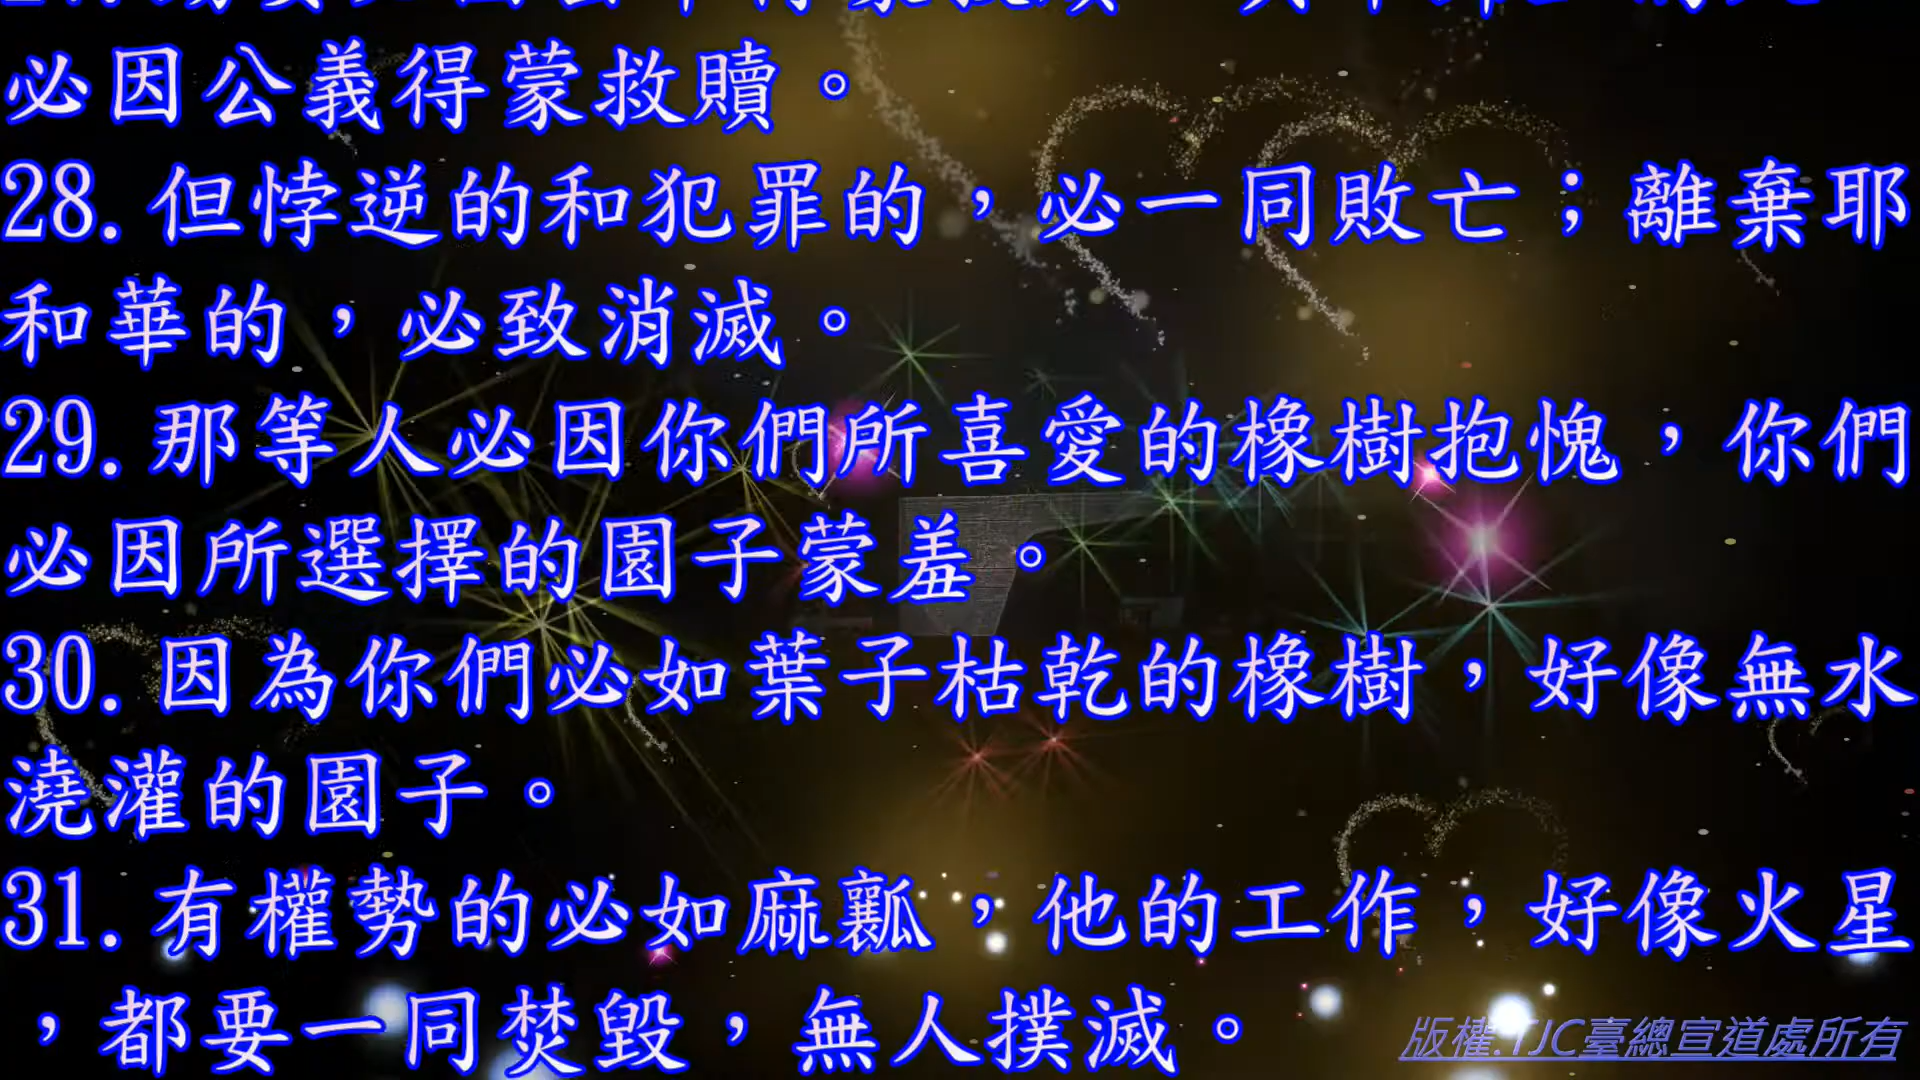 必因公義得蒙救贖。
28.但悖逆的和犯罪的，必一同敗亡；離棄耶
和華的，必致消滅。
29.那等人必因你們所喜愛的橡樹抱愧，你們
必因所選擇的園子蒙羞。
30.因為你們必如葉子枯乾的橡樹，好像無水
澆灌的園子。
31.有權勢的必如麻瓤，他的工作，好像火星
，都要一同焚毀，無人撲滅。
版權.TJC臺總宣道處所有